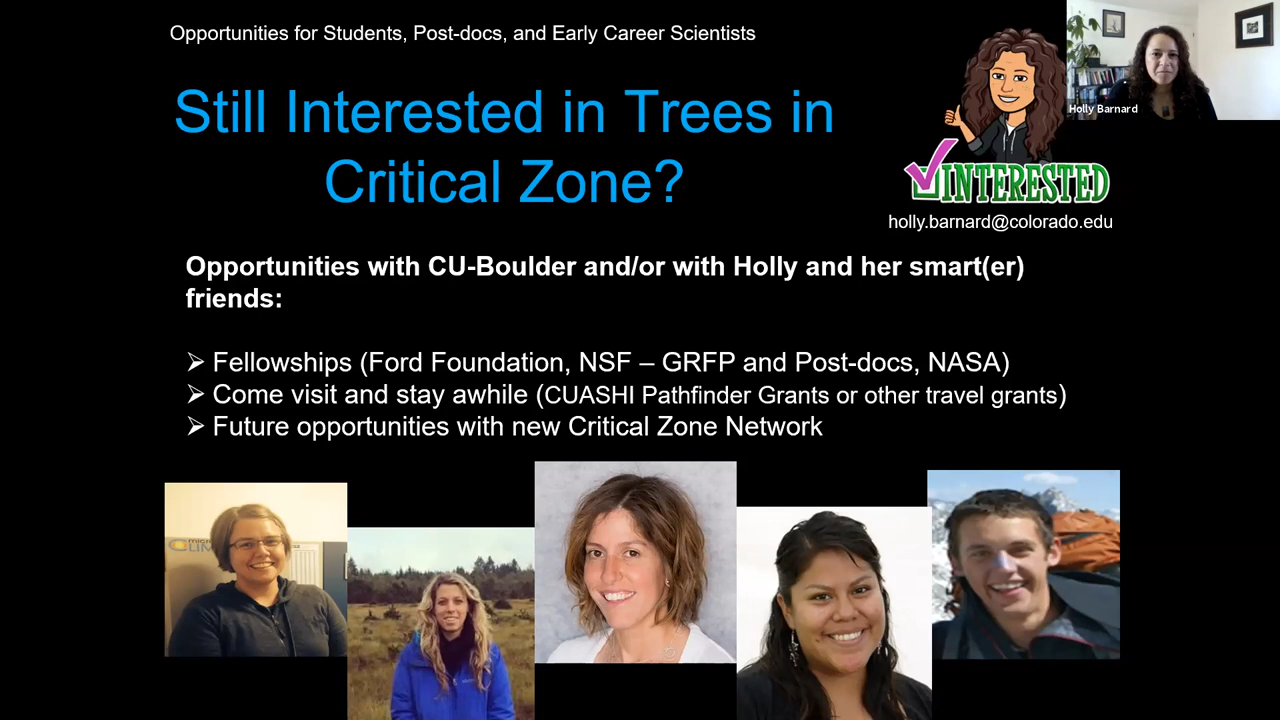 Opportunities for Students, Post-docs, and Early Career Scientists
Still Interested in Trees in
Critical Zone?
Holly Barnard
INTERESTED
holly.barnard@colorado.edu
Opportunities with CU-Boulder and/or with Holly and her smart(er)
friends:
➢ Fellowships (Ford Foundation, NSF – GRFP and Post-docs, NASA)
➢ Come visit and stay awhile (CUASHI Pathfinder Grants or other travel grants)
➢ Future opportunities with new Critical Zone Network